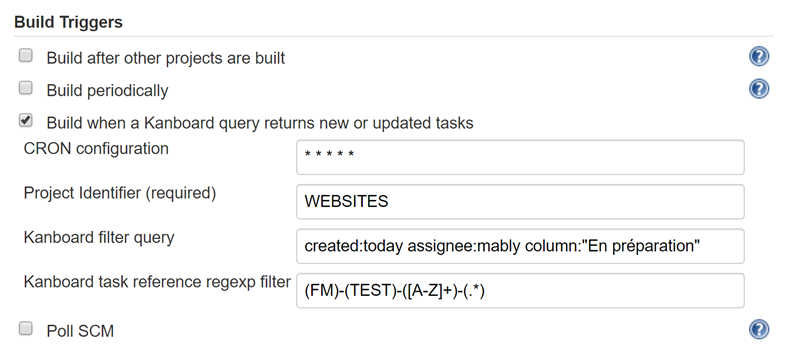 Build Triggers
Build after other projects are built
Build periodically
Build when a Kanboard query returns new or updated tasks
CRON configuration
* * * * *
Project Identifier (required)
WEBSITES
Kanboard filter query
created:today assignee:mably column:"En préparation"
Kanboard task reference regexp filter
(FM)-(TEST)-([A-Z]+)-(.*)
Poll SCM